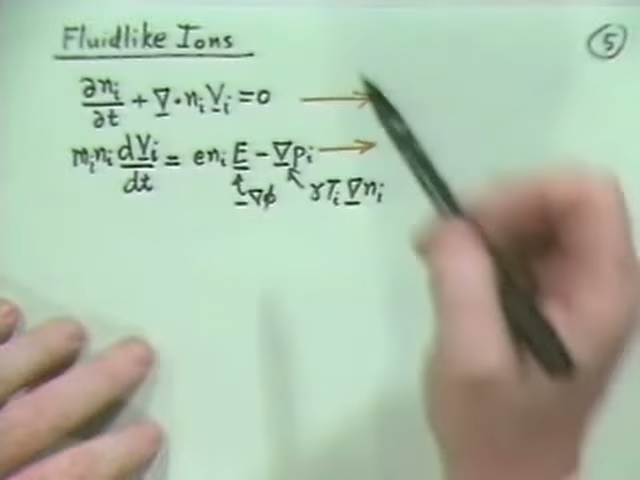 Fluidlike Ions
5
∂nᵢ/∂t + ∇·nᵢVᵢ = 0 →
mᵢnᵢ dVᵢ/dt = enᵢE − ∇pᵢ →
-∇φ γTᵢ∇nᵢ